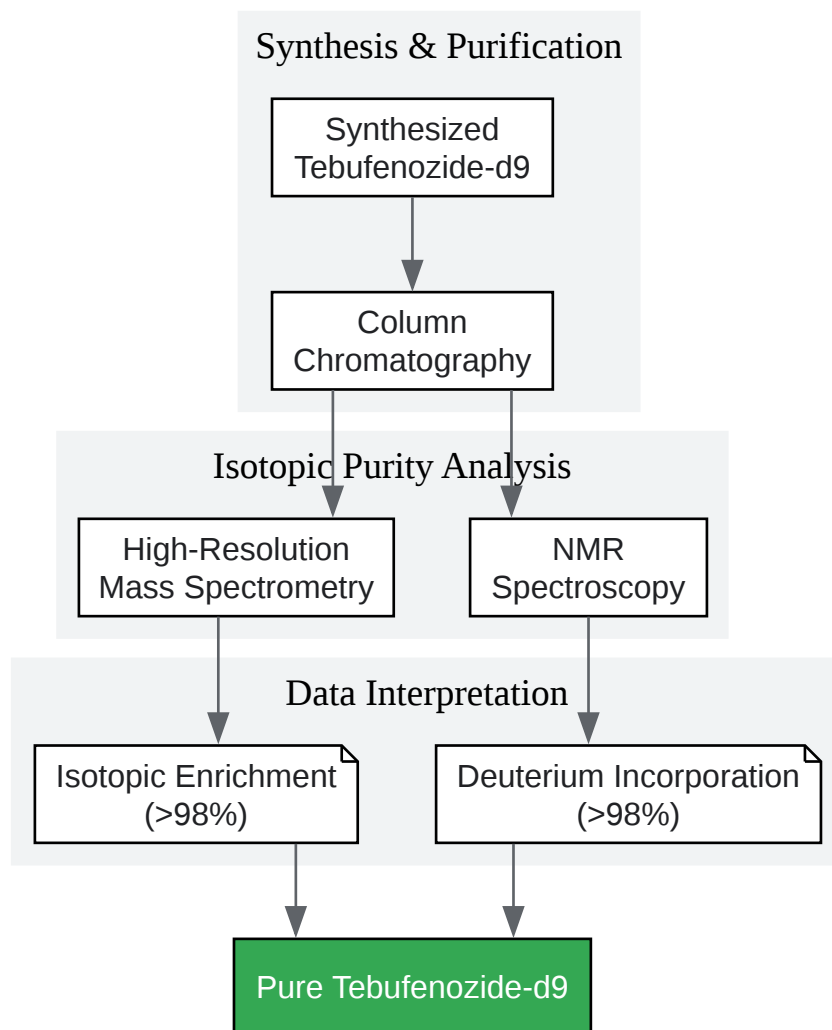 Synthesis & Purification
Synthesized
Tebufenozide-d9
Column
Chromatography
Isotopic Purity Analysis
High-Resolution
Mass Spectrometry
NMR
Spectroscopy
Data Interpretation
Isotopic Enrichment
(>98%)
Deuterium Incorporation
(>98%)
Pure Tebufenozide-d9